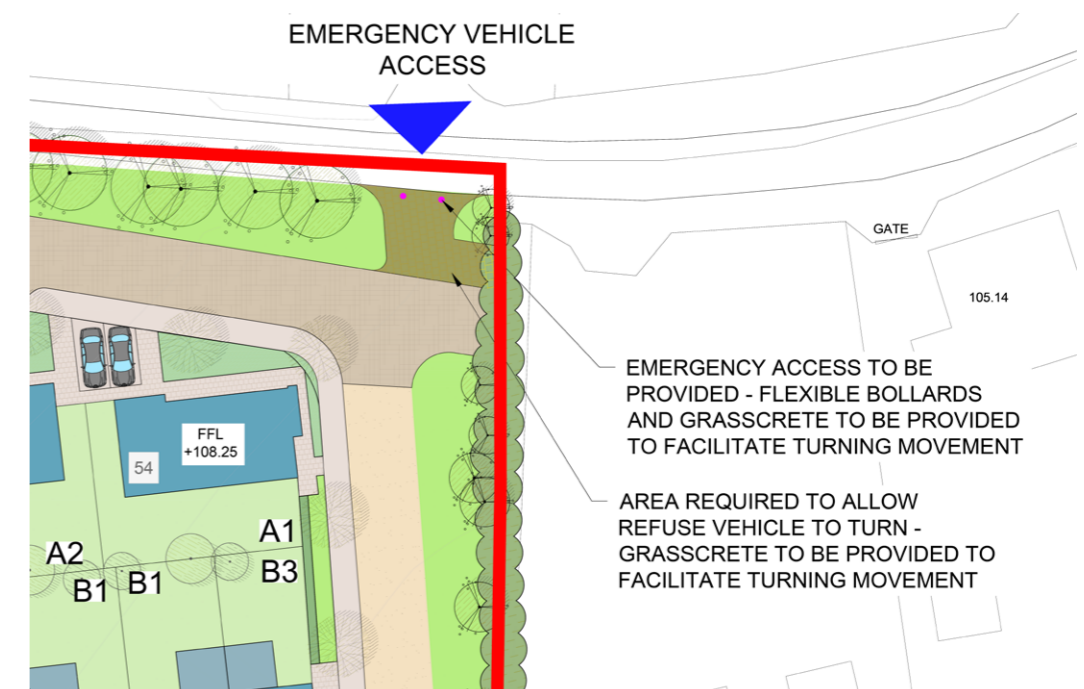 EMERGENCY VEHICLE
ACCESS
GATE
105.14
EMERGENCY ACCESS TO BE
PROVIDED - FLEXIBLE BOLLARDS
AND GRASSCRETE TO BE PROVIDED
TO FACILITATE TURNING MOVEMENT
FFL
+108.25
54
AREA REQUIRED TO ALLOW
REFUSE VEHICLE TO TURN -
GRASSCRETE TO BE PROVIDED TO
FACILITATE TURNING MOVEMENT
A1
A2
B3
B1
B1